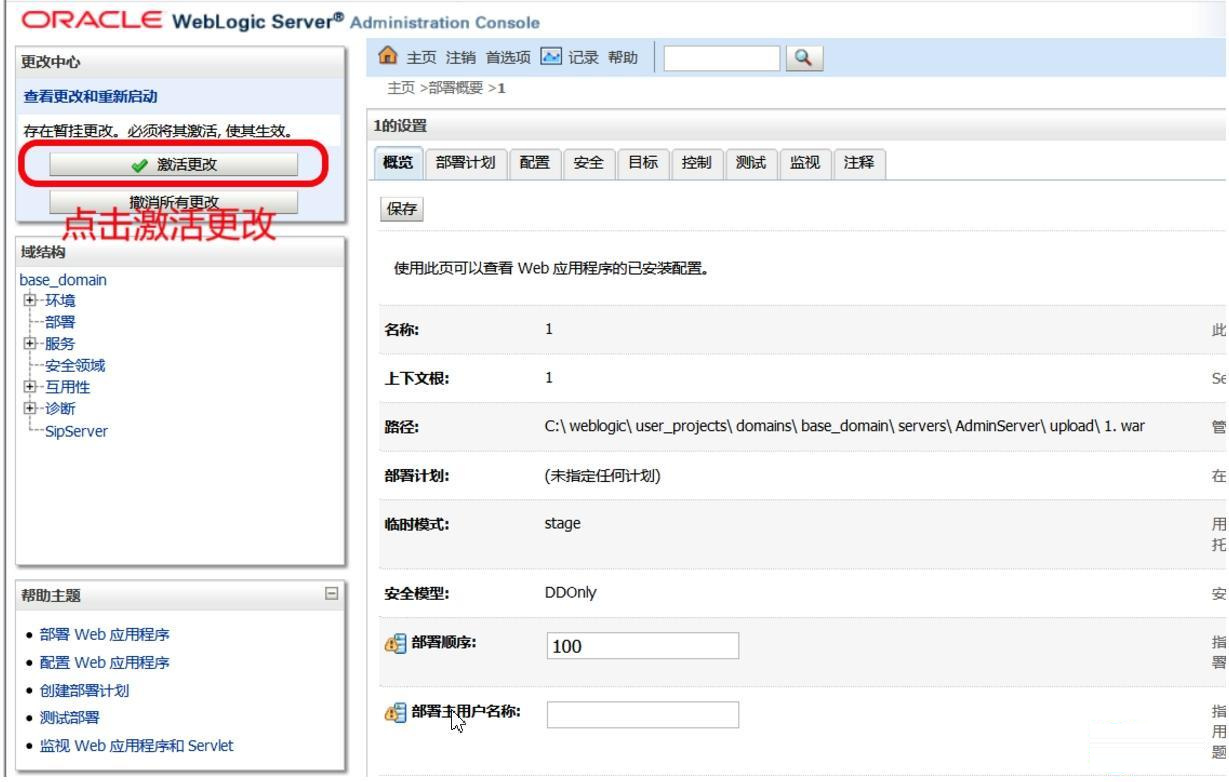 ORACLE WebLogic Server® Administration Console
更改中心
查看更改和重新启动
存在暂挂更改。必须将其激活, 使其生效。
激活更改
撤消所有更改
点击激活更改
域结构
base_domain
环境
部署
服务
安全领域
互用性
诊断
SipServer
帮助主题
部署 Web 应用程序
配置 Web 应用程序
创建部署计划
测试部署
监视 Web 应用程序和 Servlet
主页 注销 首选项 记录 帮助
主页 >部署概要 >1
1的设置
概览 部署计划 配置 安全 目标 控制 测试 监视 注释
保存
使用此页可以查看 Web 应用程序的已安装配置。
名称: 1 此
上下文根: 1 Se
路径: C:\ weblogic\ user_projects\ domains\ base_domain\ servers\ AdminServer\ upload\ 1. war 管
部署计划: (未指定任何计划) 在
临时模式: stage 用
托
安全模型: DDOnly 安
部署顺序: 100 指
署
部署主用户名称: 指
用
题